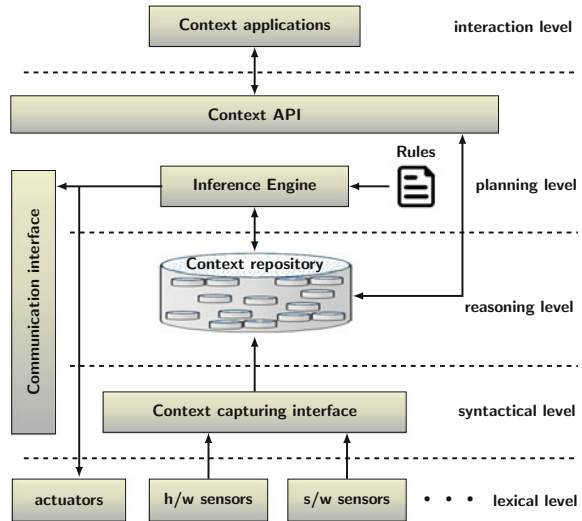 Context applications
interaction level
Context API
Rules
Inference Engine
planning level
Communication interface
Context repository
reasoning level
Context capturing interface
syntactical level
actuators
h/w sensors
s/w sensors
• • •
lexical level